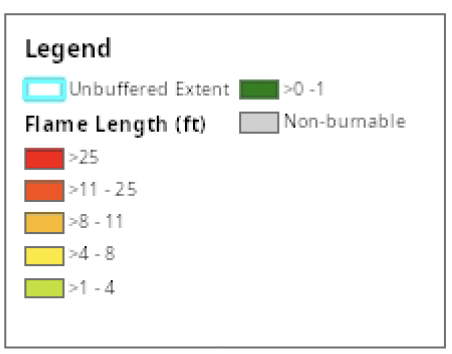 Legend
Unbuffered Extent
Flame Length (ft)
>25
>11 - 25
>8 - 11
>4 - 8
>1 - 4
>0 -1
Non-burnable